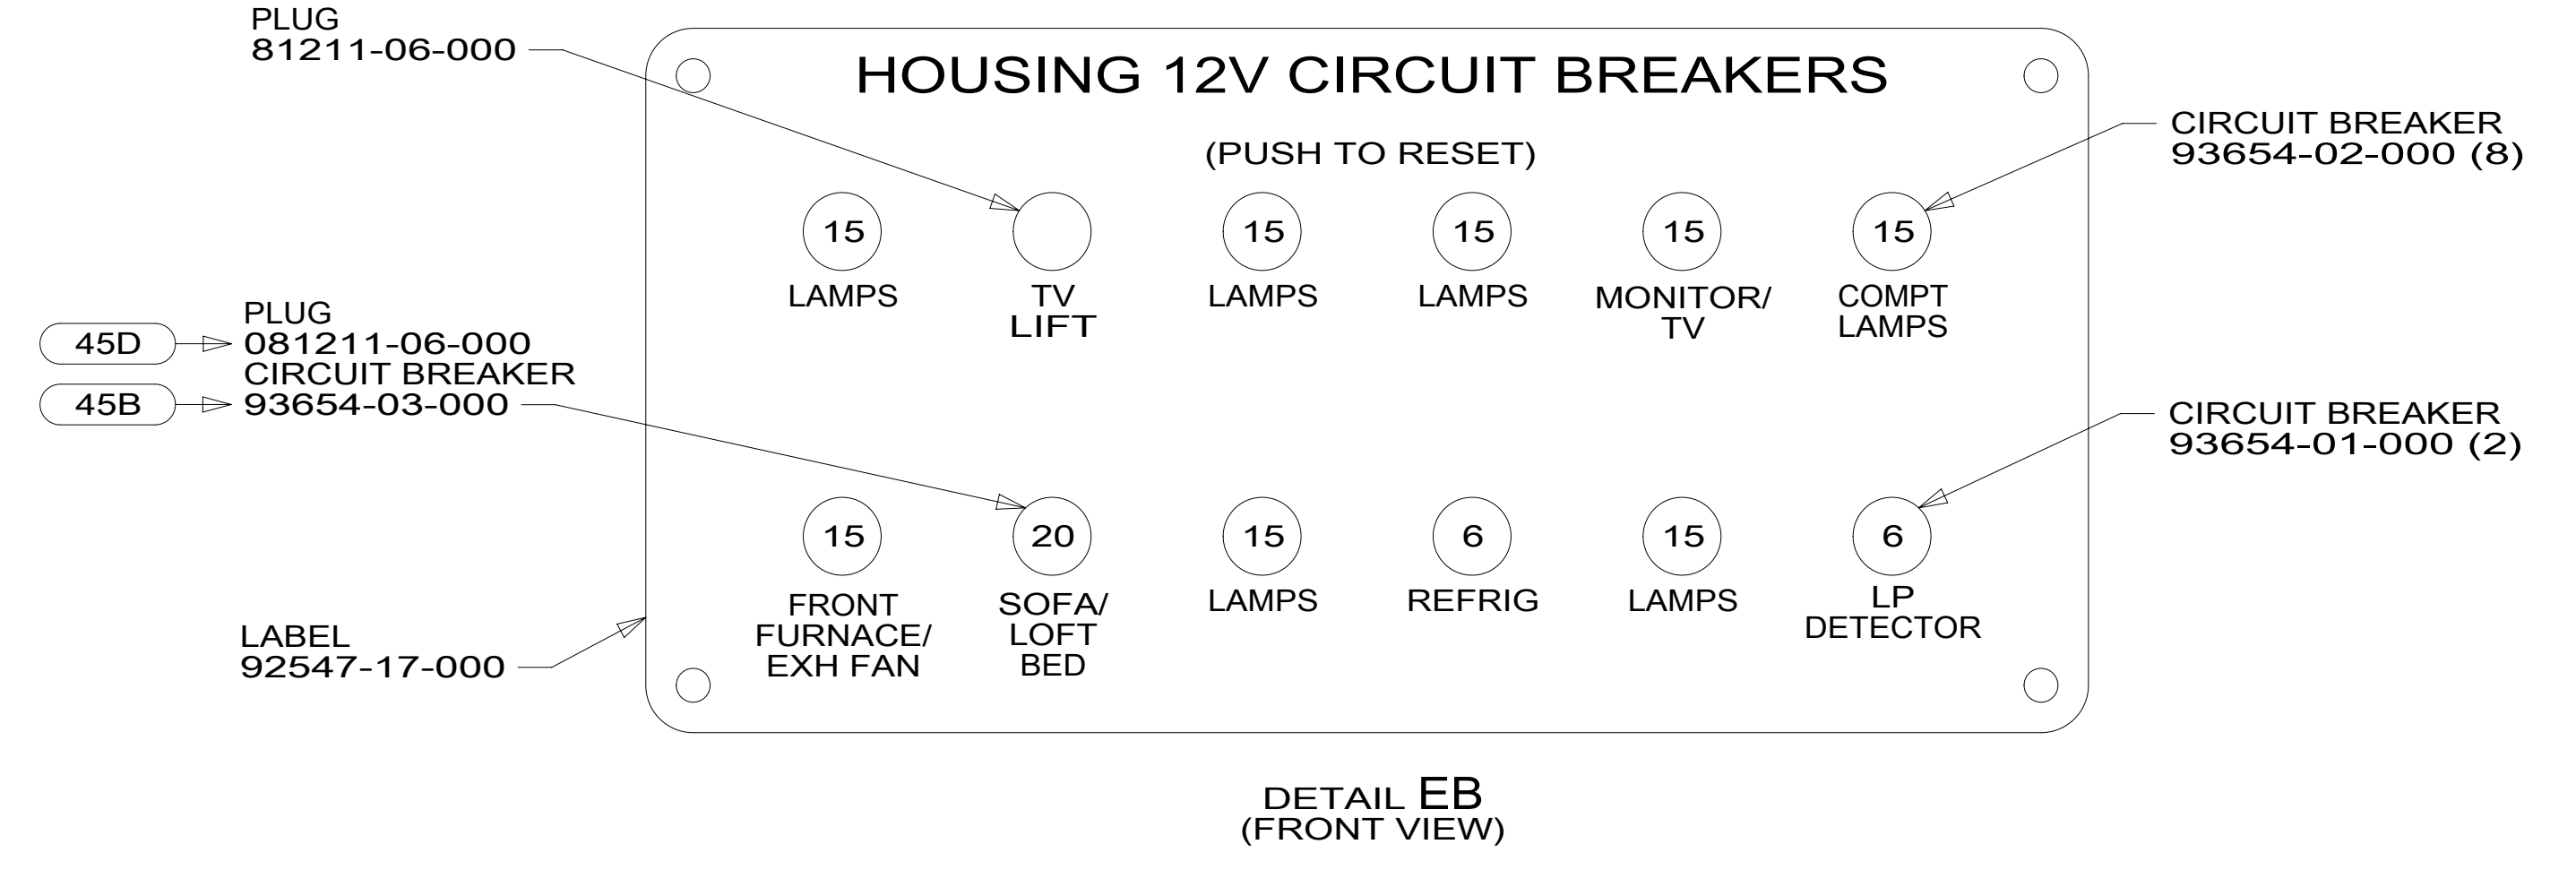 PLUG
81211-06-000
HOUSING 12V CIRCUIT BREAKERS
(PUSH TO RESET)
CIRCUIT BREAKER
93654-02-000 (8)
15
15
15
15
15
LAMPS
TV
LIFT
LAMPS
LAMPS
MONITOR/
TV
COMPT
LAMPS
45D
PLUG
081211-06-000
45B
CIRCUIT BREAKER
93654-03-000
CIRCUIT BREAKER
93654-01-000 (2)
15
20
15
6
15
6
FRONT
FURNACE/
EXH FAN
SOFA/
LOFT
BED
LAMPS
REFRIG
LAMPS
LP
DETECTOR
LABEL
92547-17-000
DETAIL EB
(FRONT VIEW)